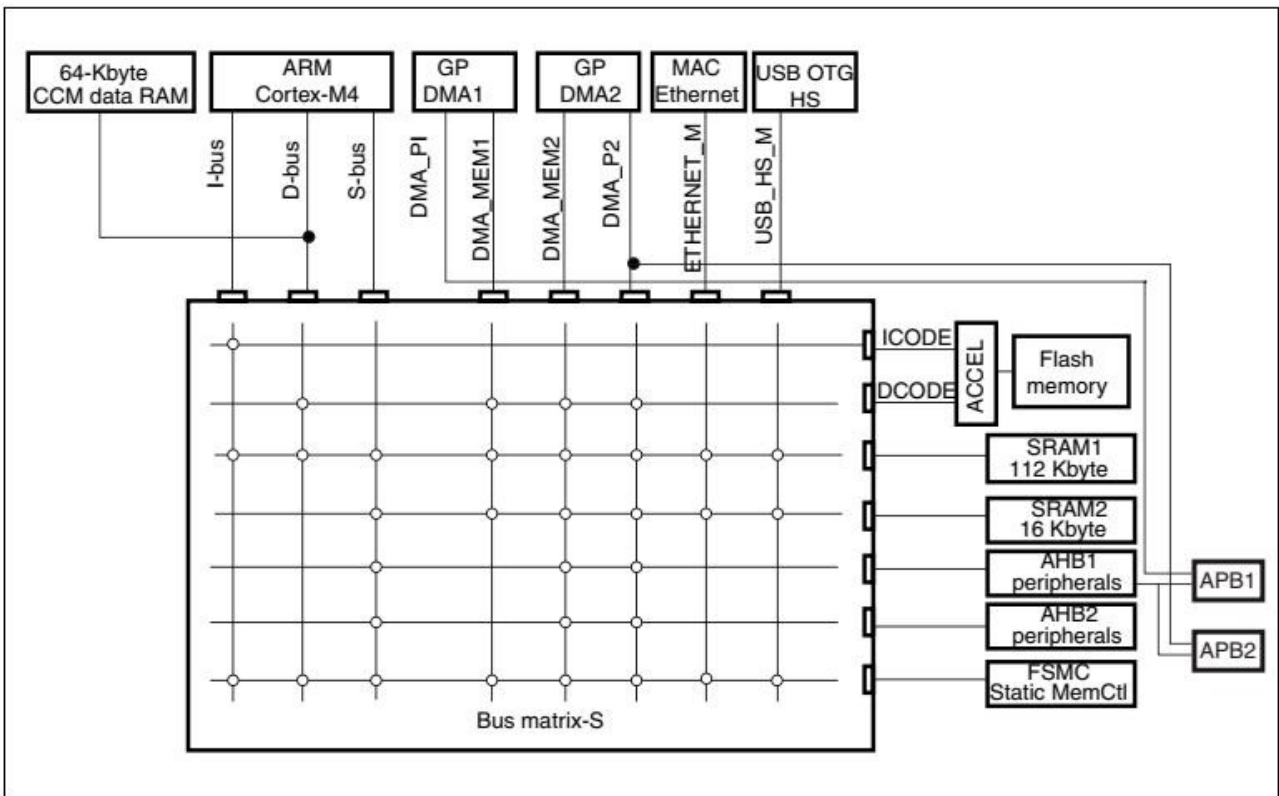 64-Kbyte
CCM data RAM
ARM
Cortex-M4
GP
DMA1
GP
DMA2
MAC
Ethernet
USB OTG
HS
I-bus
D-bus
S-bus
DMA_PI
DMA_MEM1
DMA_MEM2
DMA_P2
ETHERNET_M
USB_HS_M
ICODE
DCODE
ACCEL
Flash
memory
SRAM1
112 Kbyte
SRAM2
16 Kbyte
AHB1
peripherals
AHB2
peripherals
FSMC
Static MemCtl
APB1
APB2
Bus matrix-S